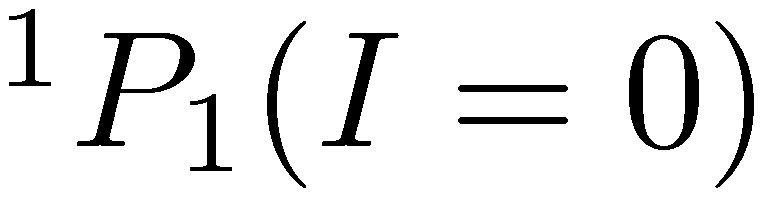 ¹P₁(I = 0)